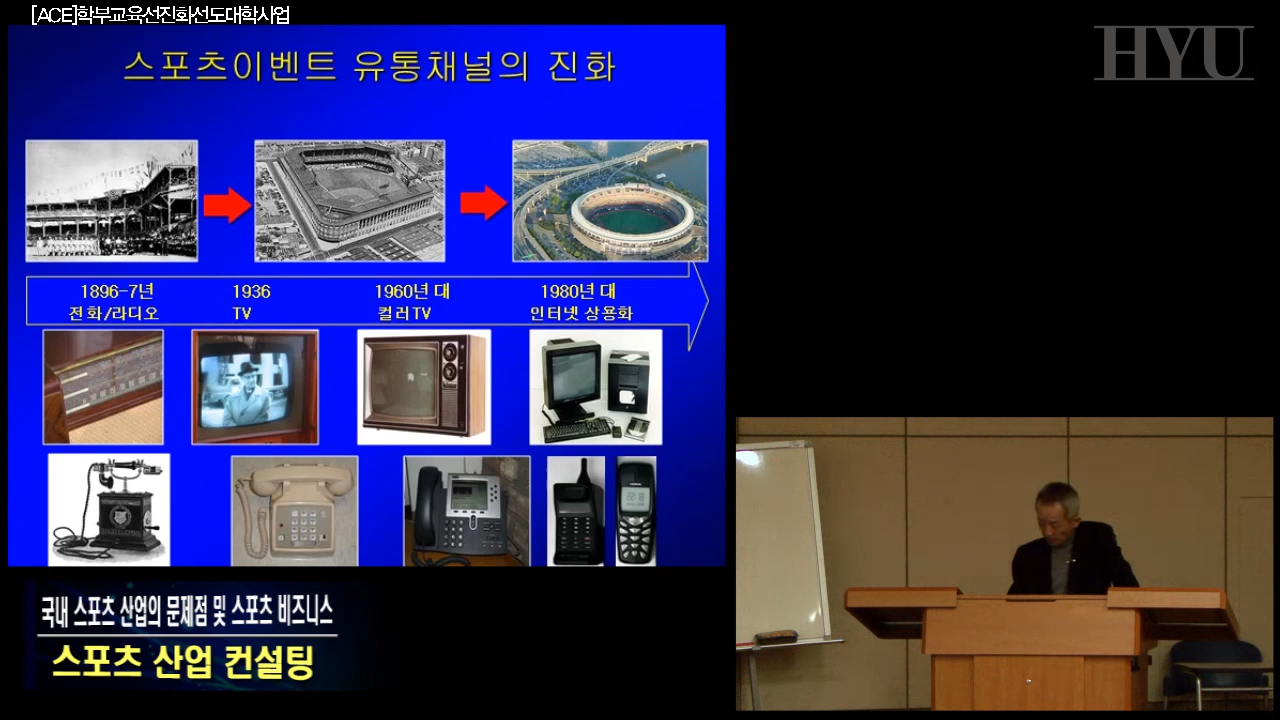 [ACE]학부교육선진화선도대학사업
HYU
스포츠이벤트 유통채널의 진화
1896-7년
전화/라디오
1936
TV
1960년 대
컬러TV
1980년 대
인터넷 상용화
국내 스포츠 산업의 문제점 및 스포츠 비즈니스
스포츠 산업 컨설팅